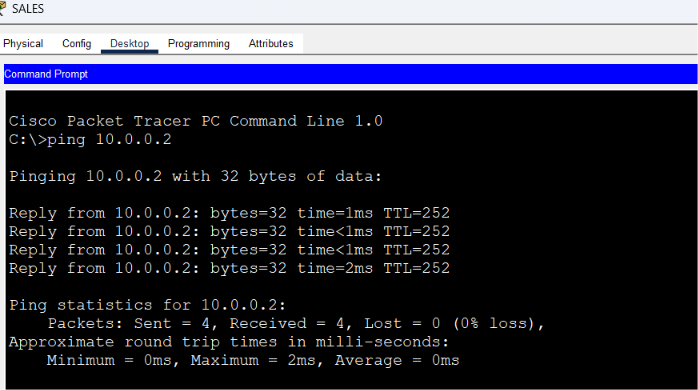 SALES
Physical Config Desktop Programming Attributes
Command Prompt
Cisco Packet Tracer PC Command Line 1.0
C:\>ping 10.0.0.2
Pinging 10.0.0.2 with 32 bytes of data:
Reply from 10.0.0.2: bytes=32 time=1ms TTL=252
Reply from 10.0.0.2: bytes=32 time<1ms TTL=252
Reply from 10.0.0.2: bytes=32 time<1ms TTL=252
Reply from 10.0.0.2: bytes=32 time=2ms TTL=252
Ping statistics for 10.0.0.2:
Packets: Sent = 4, Received = 4, Lost = 0 (0% loss),
Approximate round trip times in milli-seconds:
Minimum = 0ms, Maximum = 2ms, Average = 0ms